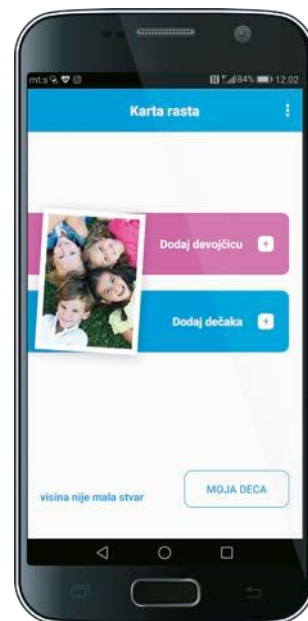 mt:s 84% 12.02
Karta rasta
Dodaj devojčicu +
Dodaj dečaka +
visina nije mala stvar
MOJA DECA